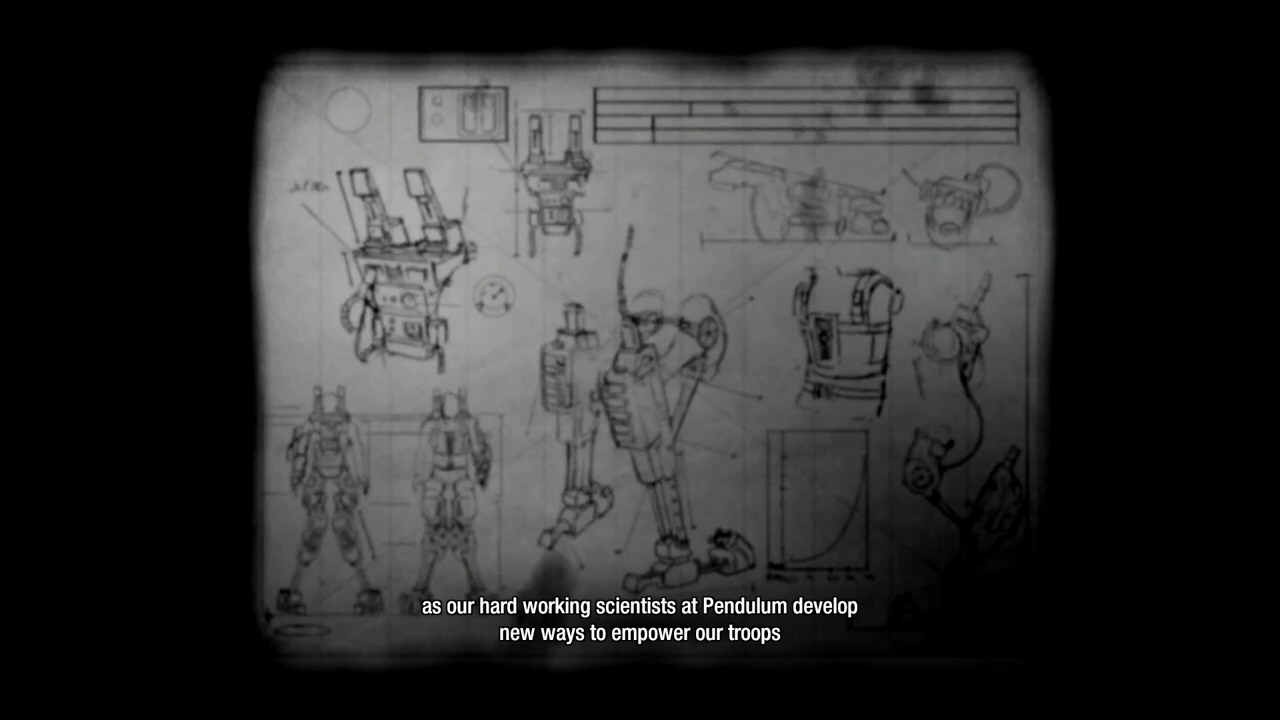 as our hard working scientists at Pendulum develop
new ways to empower our troops